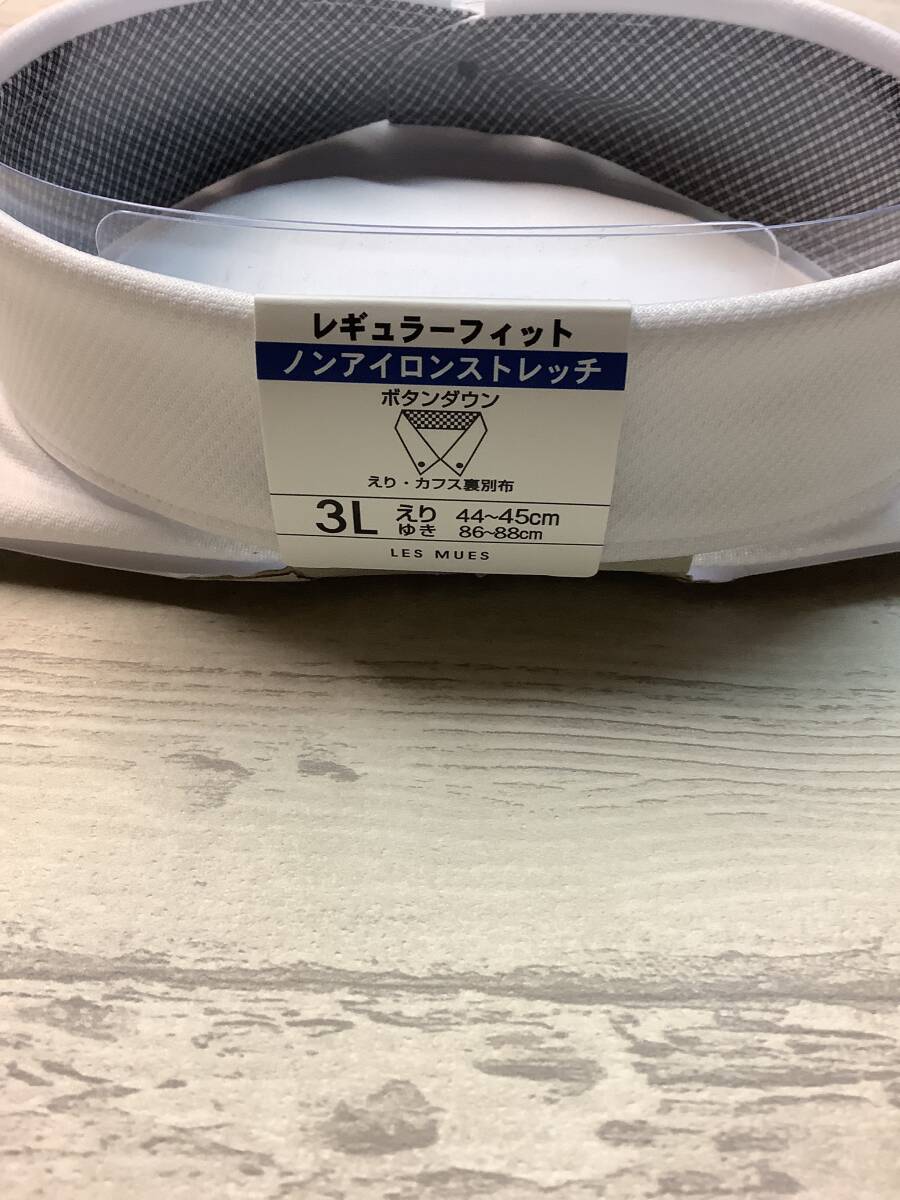 レギュラーフィット
ノンアイロンストレッチ
ボタンダウン
えり・カフス裏別布
3L えり 44~45cm
ゆき 86~88cm
LES MUES